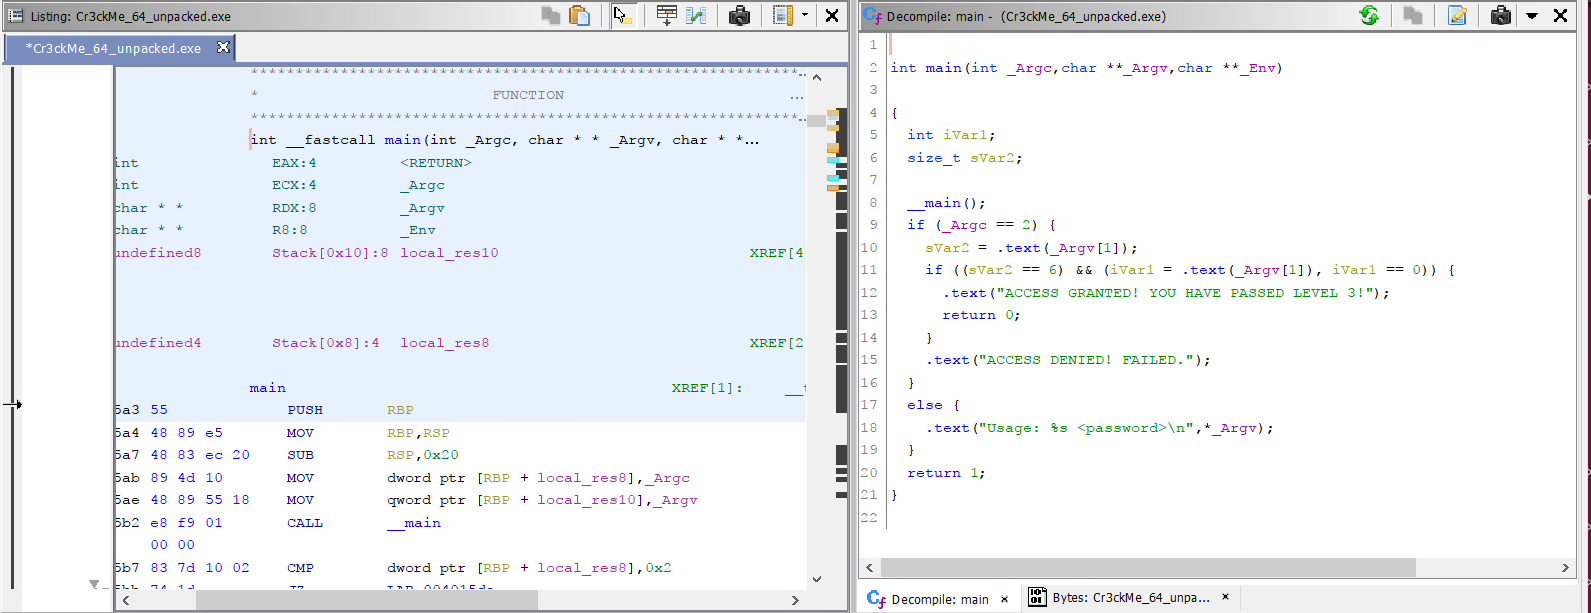 Listing: Cr3ckMe_64_unpacked.exe
*Cr3ckMe_64_unpacked.exe
*************************************************************...
* FUNCTION ...
*************************************************************...
int __fastcall main(int _Argc, char * * _Argv, char * *...
int EAX:4 <RETURN>
int ECX:4 _Argc
char * * RDX:8 _Argv
char * * R8:8 _Env
undefined8 Stack[0x10]:8 local_res10 XREF[4
undefined4 Stack[0x8]:4 local_res8 XREF[2
main XREF[1]:
5a3 55 PUSH RBP
5a4 48 89 e5 MOV RBP,RSP
5a7 48 83 ec 20 SUB RSP,0x20
5ab 89 4d 10 MOV dword ptr [RBP + local_res8],_Argc
5ae 48 89 55 18 MOV qword ptr [RBP + local_res10],_Argv
5b2 e8 f9 01 CALL __main
00 00
5b7 83 7d 10 02 CMP dword ptr [RBP + local_res8],0x2
Decompile: main - (Cr3ckMe_64_unpacked.exe)
1
2 int main(int _Argc,char **_Argv,char **_Env)
3
4 {
5 int iVar1;
6 size_t sVar2;
7
8 __main();
9 if (_Argc == 2) {
10 sVar2 = .text(_Argv[1]);
11 if ((sVar2 == 6) && (iVar1 = .text(_Argv[1]), iVar1 == 0)) {
12 .text("ACCESS GRANTED! YOU HAVE PASSED LEVEL 3!");
13 return 0;
14 }
15 .text("ACCESS DENIED! FAILED.");
16 }
17 else {
18 .text("Usage: %s <password>\n",*_Argv);
19 }
20 return 1;
21 }
22
Decompile: main
Bytes: Cr3ckMe_64_unpa...